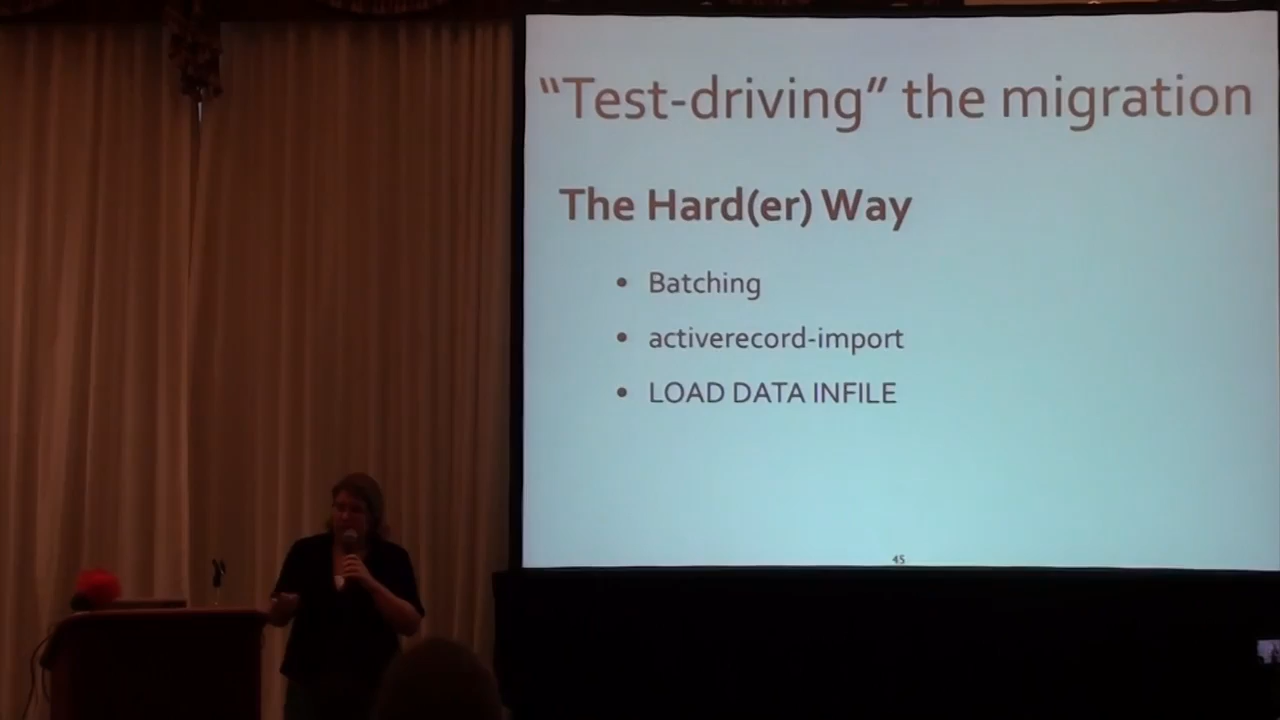 “Test-driving” the migration
The Hard(er) Way
• Batching
• activerecord-import
• LOAD DATA INFILE
45